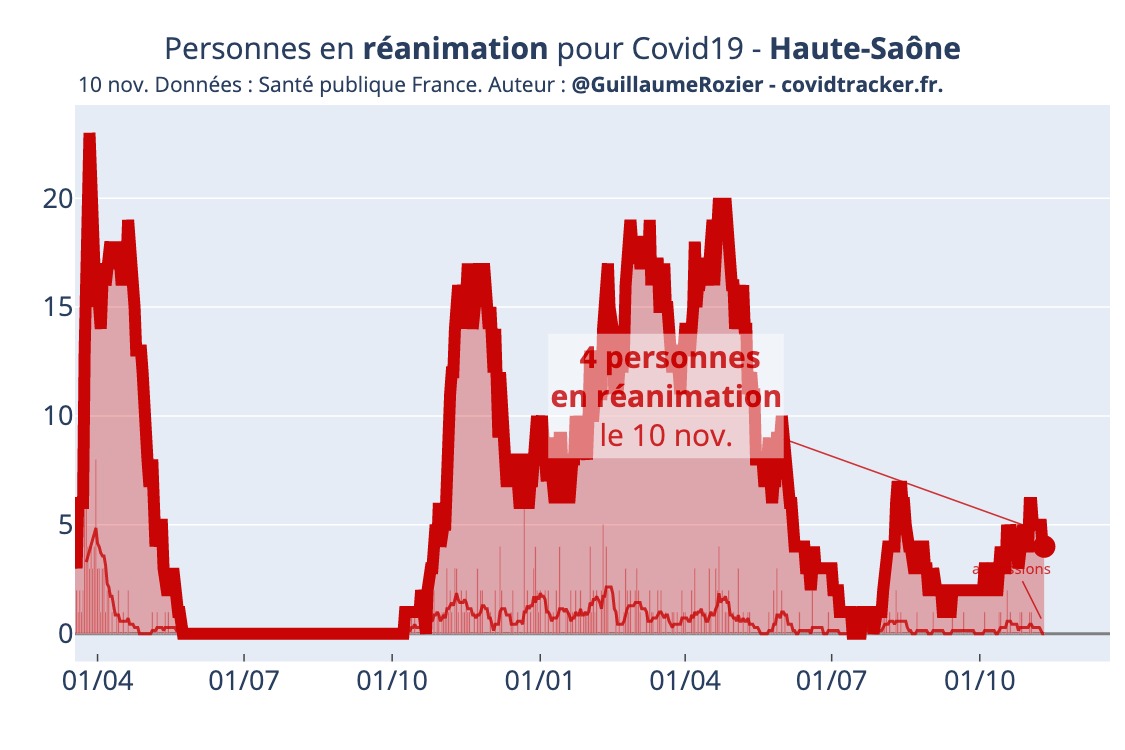 Personnes en réanimation pour Covid19 - Haute-Saône
10 nov. Données : Santé publique France. Auteur : @GuillaumeRozier - covidtracker.fr.
20
15
10
5
0
4 personnes
en réanimation
le 10 nov.
01/04
01/07
01/10
01/01
01/04
01/07
01/10